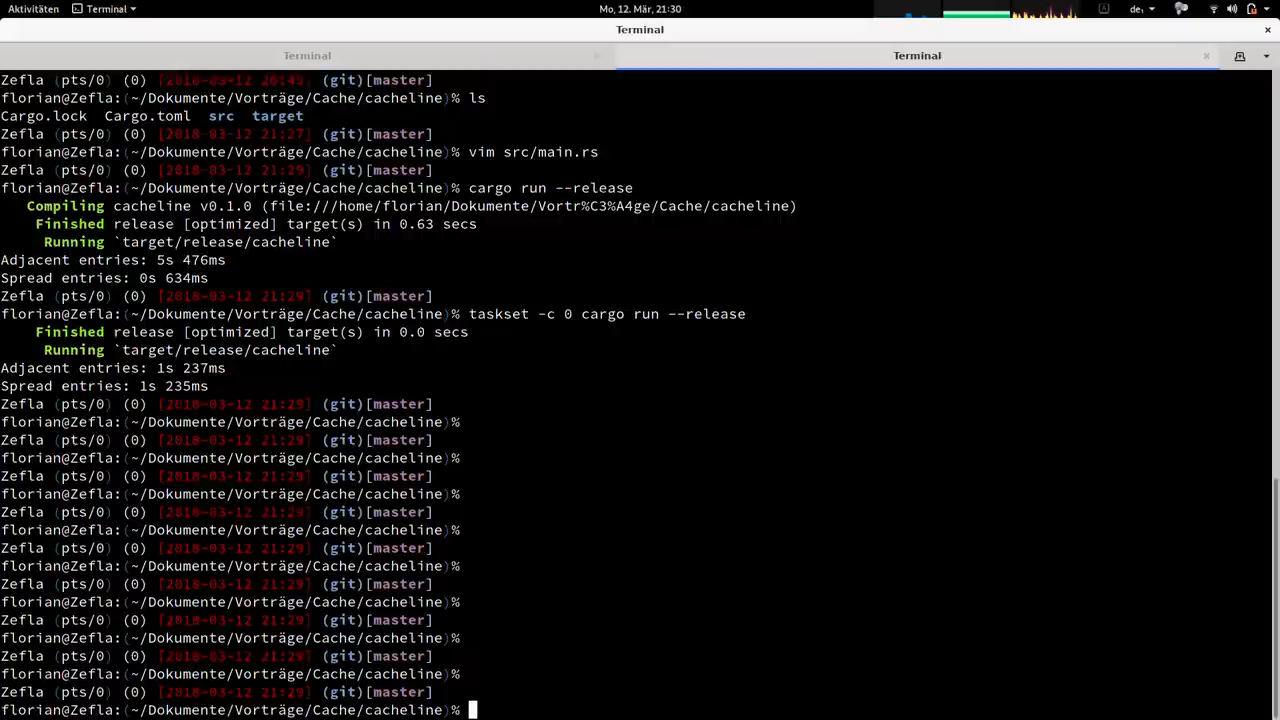 Aktivitäten Terminal Mo, 12. Mär, 21:30 de₁
Terminal
Terminal Terminal
Zefla (pts/0) (0) [2018-03-12 20:45] (git)[master]
florian@Zefla:(~/Dokumente/Vorträge/Cache/cacheline)% ls
Cargo.lock Cargo.toml src target
Zefla (pts/0) (0) [2018-03-12 21:27] (git)[master]
florian@Zefla:(~/Dokumente/Vorträge/Cache/cacheline)% vim src/main.rs
Zefla (pts/0) (0) [2018-03-12 21:29] (git)[master]
florian@Zefla:(~/Dokumente/Vorträge/Cache/cacheline)% cargo run --release
Compiling cacheline v0.1.0 (file:///home/florian/Dokumente/Vortr%C3%A4ge/Cache/cacheline)
Finished release [optimized] target(s) in 0.63 secs
Running `target/release/cacheline`
Adjacent entries: 5s 476ms
Spread entries: 0s 634ms
Zefla (pts/0) (0) [2018-03-12 21:29] (git)[master]
florian@Zefla:(~/Dokumente/Vorträge/Cache/cacheline)% taskset -c 0 cargo run --release
Finished release [optimized] target(s) in 0.0 secs
Running `target/release/cacheline`
Adjacent entries: 1s 237ms
Spread entries: 1s 235ms
Zefla (pts/0) (0) [2018-03-12 21:29] (git)[master]
florian@Zefla:(~/Dokumente/Vorträge/Cache/cacheline)%
Zefla (pts/0) (0) [2018-03-12 21:29] (git)[master]
florian@Zefla:(~/Dokumente/Vorträge/Cache/cacheline)%
Zefla (pts/0) (0) [2018-03-12 21:29] (git)[master]
florian@Zefla:(~/Dokumente/Vorträge/Cache/cacheline)%
Zefla (pts/0) (0) [2018-03-12 21:29] (git)[master]
florian@Zefla:(~/Dokumente/Vorträge/Cache/cacheline)%
Zefla (pts/0) (0) [2018-03-12 21:29] (git)[master]
florian@Zefla:(~/Dokumente/Vorträge/Cache/cacheline)%
Zefla (pts/0) (0) [2018-03-12 21:29] (git)[master]
florian@Zefla:(~/Dokumente/Vorträge/Cache/cacheline)%
Zefla (pts/0) (0) [2018-03-12 21:29] (git)[master]
florian@Zefla:(~/Dokumente/Vorträge/Cache/cacheline)%
Zefla (pts/0) (0) [2018-03-12 21:29] (git)[master]
florian@Zefla:(~/Dokumente/Vorträge/Cache/cacheline)%
Zefla (pts/0) (0) [2018-03-12 21:29] (git)[master]
florian@Zefla:(~/Dokumente/Vorträge/Cache/cacheline)%